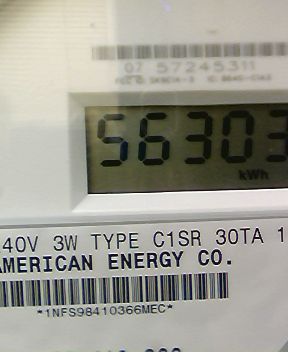 07 57245311
56303
kWh
40V 3W TYPE C1SR 30TA 1
AMERICAN ENERGY CO.
*1NFS98410366MEC*